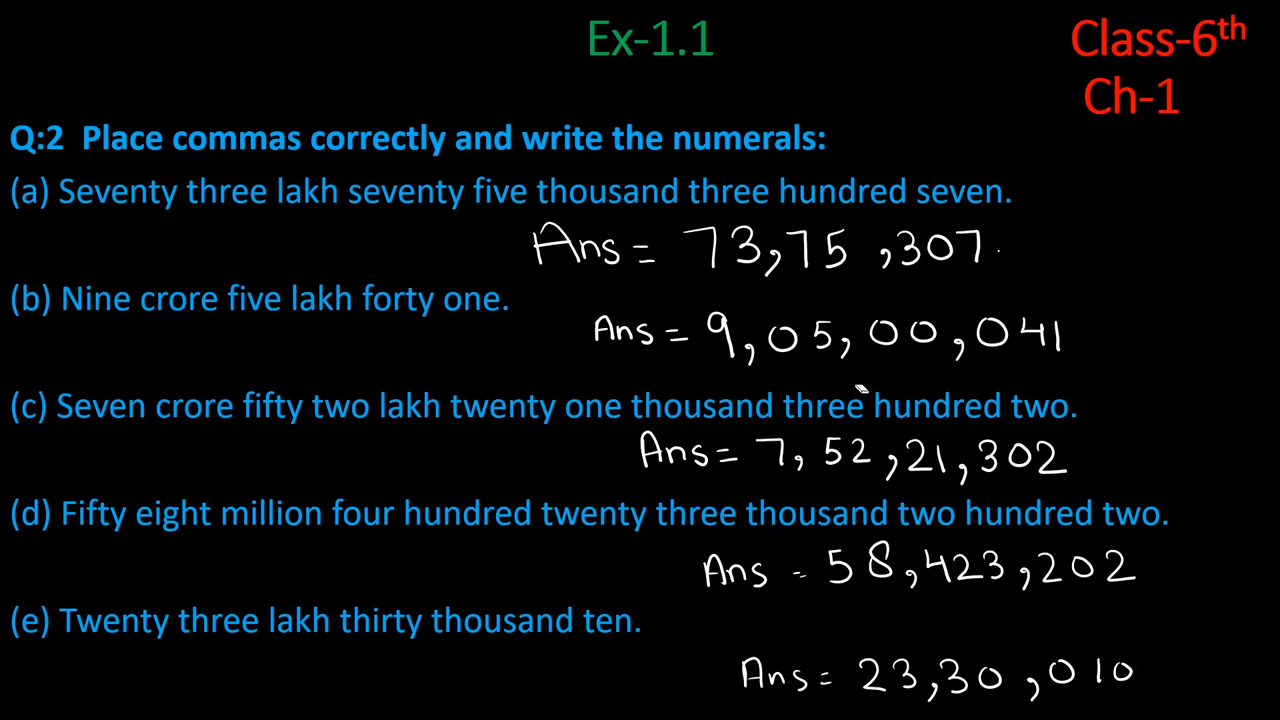 Ex-1.1
Class-6th
Ch-1
Q:2 Place commas correctly and write the numerals:
(a) Seventy three lakh seventy five thousand three hundred seven.
Ans = 73,75,307
(b) Nine crore five lakh forty one.
Ans = 9,05,00,041
(c) Seven crore fifty two lakh twenty one thousand three hundred two.
Ans = 7,52,21,302
(d) Fifty eight million four hundred twenty three thousand two hundred two.
Ans = 58,423,202
(e) Twenty three lakh thirty thousand ten.
Ans = 23,30,010